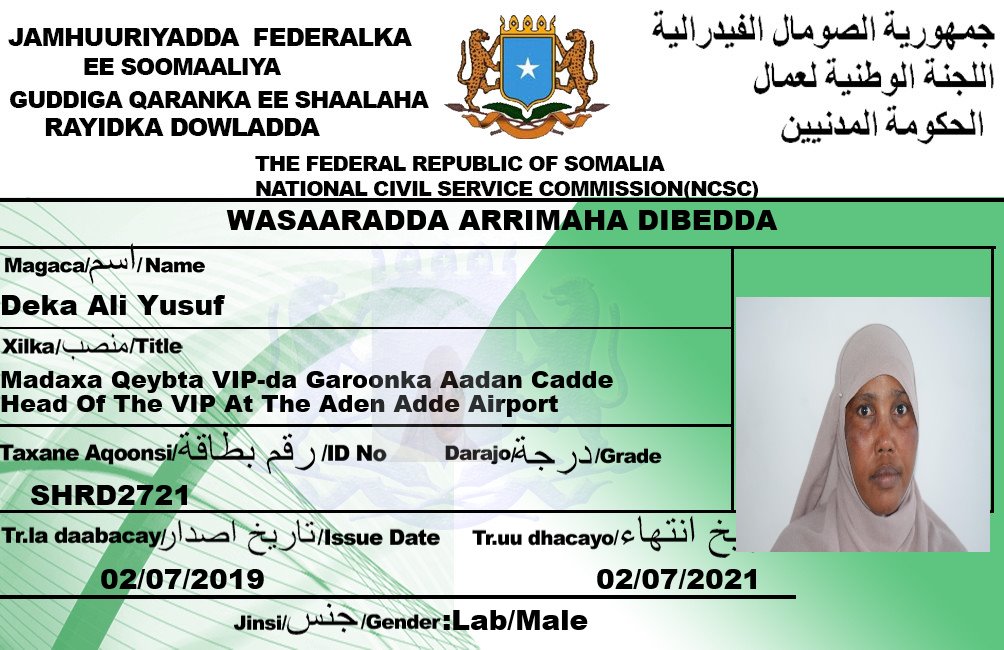 JAMHUURIYADDA FEDERALKA
EE SOOMAALIYA
GUDDIGA QARANKA EE SHAALAHA
RAYIDKA DOWLADDA
جمهورية الصومال الفيدرالية
اللجنة الوطنية لعمال
الحكومة المدنيين
THE FEDERAL REPUBLIC OF SOMALIA
NATIONAL CIVIL SERVICE COMMISSION(NCSC)
WASAARADDA ARRIMAHA DIBEDDA
Magaca/اسم/Name
Deka Ali Yusuf
Xilka/منصب/Title
Madaxa Qeybta VIP-da Garoonka Aadan Cadde
Head Of The VIP At The Aden Adde Airport
Taxane Aqoonsi/رقم بطاقة/ID No Darajo/درجة/Grade
SHRD2721
Tr.la daabacay/تاريخ اصدار/Issue Date Tr.uu dhacayo/انتهاء
02/07/2019 02/07/2021
Jinsi/جنس/Gender:Lab/Male